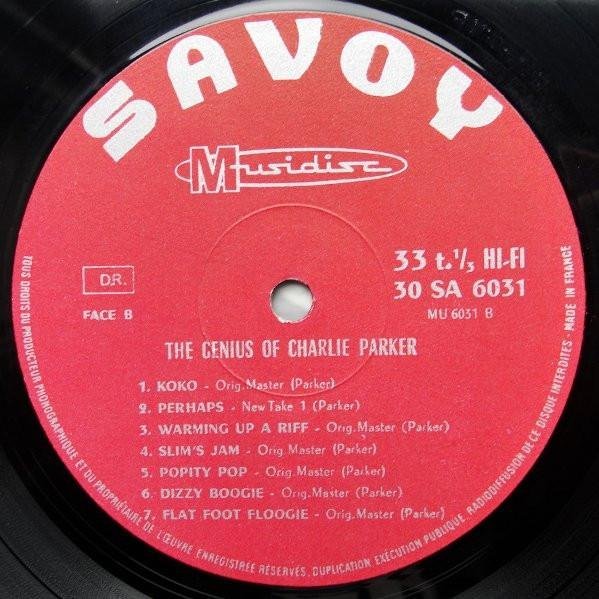 SAVOY
Musidisc
D.R.
FACE B
33 t.⅓ HI-FI
30 SA 6031
MU 6031 B
THE GENIUS OF CHARLIE PARKER
1. KOKO - Orig. Master (Parker)
2. PERHAPS - New Take 1 (Parker)
3. WARMING UP A RIFF - Orig. Master (Parker)
4. SLIM'S JAM - Orig. Master (Parker)
5. POPITY POP - Orig. Master (Parker)
6. DIZZY BOOGIE - Orig. Master (Parker)
7. FLAT FOOT FLOOGIE - Orig. Master (Parker)
TOUS DROITS DU PRODUCTEUR PHONOGRAPHIQUE ET DU PROPRIÉTAIRE DE L'ŒUVRE ENREGISTRÉE RÉSERVÉS. DUPLICATION EXÉCUTION PUBLIQUE, RADIODIFFUSION DE CE DISQUE INTERDITES - MADE IN FRANCE